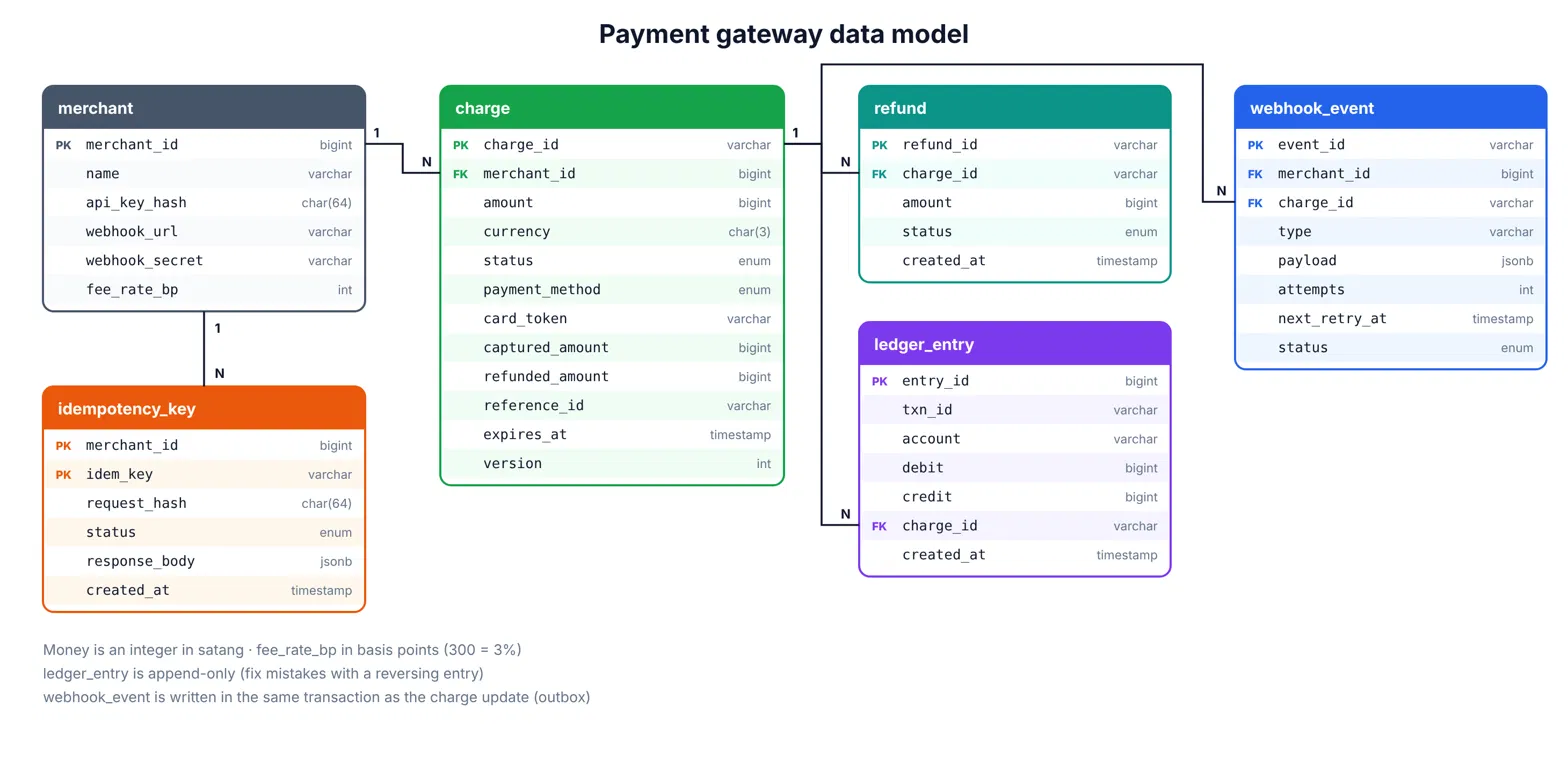 Payment gateway data model
merchant
PK merchant_id bigint
name varchar
api_key_hash char(64)
webhook_url varchar
webhook_secret varchar
fee_rate_bp int
1
N
1
N
idempotency_key
PK merchant_id bigint
PK idem_key varchar
request_hash char(64)
status enum
response_body jsonb
created_at timestamp
charge
PK charge_id varchar
FK merchant_id bigint
amount bigint
currency char(3)
status enum
payment_method enum
card_token varchar
captured_amount bigint
refunded_amount bigint
reference_id varchar
expires_at timestamp
version int
1
N
N
N
refund
PK refund_id varchar
FK charge_id varchar
amount bigint
status enum
created_at timestamp
ledger_entry
PK entry_id bigint
txn_id varchar
account varchar
debit bigint
credit bigint
FK charge_id varchar
created_at timestamp
webhook_event
PK event_id varchar
FK merchant_id bigint
FK charge_id varchar
type varchar
payload jsonb
attempts int
next_retry_at timestamp
status enum
Money is an integer in satang · fee_rate_bp in basis points (300 = 3%)
ledger_entry is append-only (fix mistakes with a reversing entry)
webhook_event is written in the same transaction as the charge update (outbox)